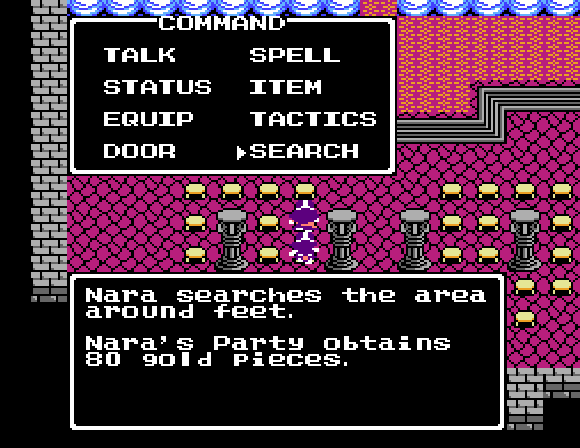 COMMAND
TALK SPELL
STATUS ITEM
EQUIP TACTICS
DOOR SEARCH
Nara searches the area
around feet.
Nara's Party obtains
80 gold pieces.